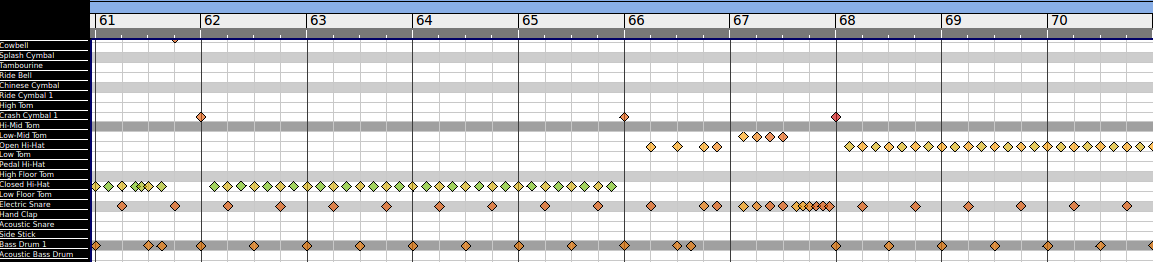 61 62 63 64 65 66 67 68 69 70
Cowbell
Splash Cymbal
Tambourine
Ride Bell
Chinese Cymbal
Ride Cymbal 1
High Tom
Crash Cymbal 1
Hi-Mid Tom
Low-Mid Tom
Open Hi-Hat
Low Tom
Pedal Hi-Hat
High Floor Tom
Closed Hi-Hat
Low Floor Tom
Electric Snare
Hand Clap
Acoustic Snare
Side Stick
Bass Drum 1
Acoustic Bass Drum